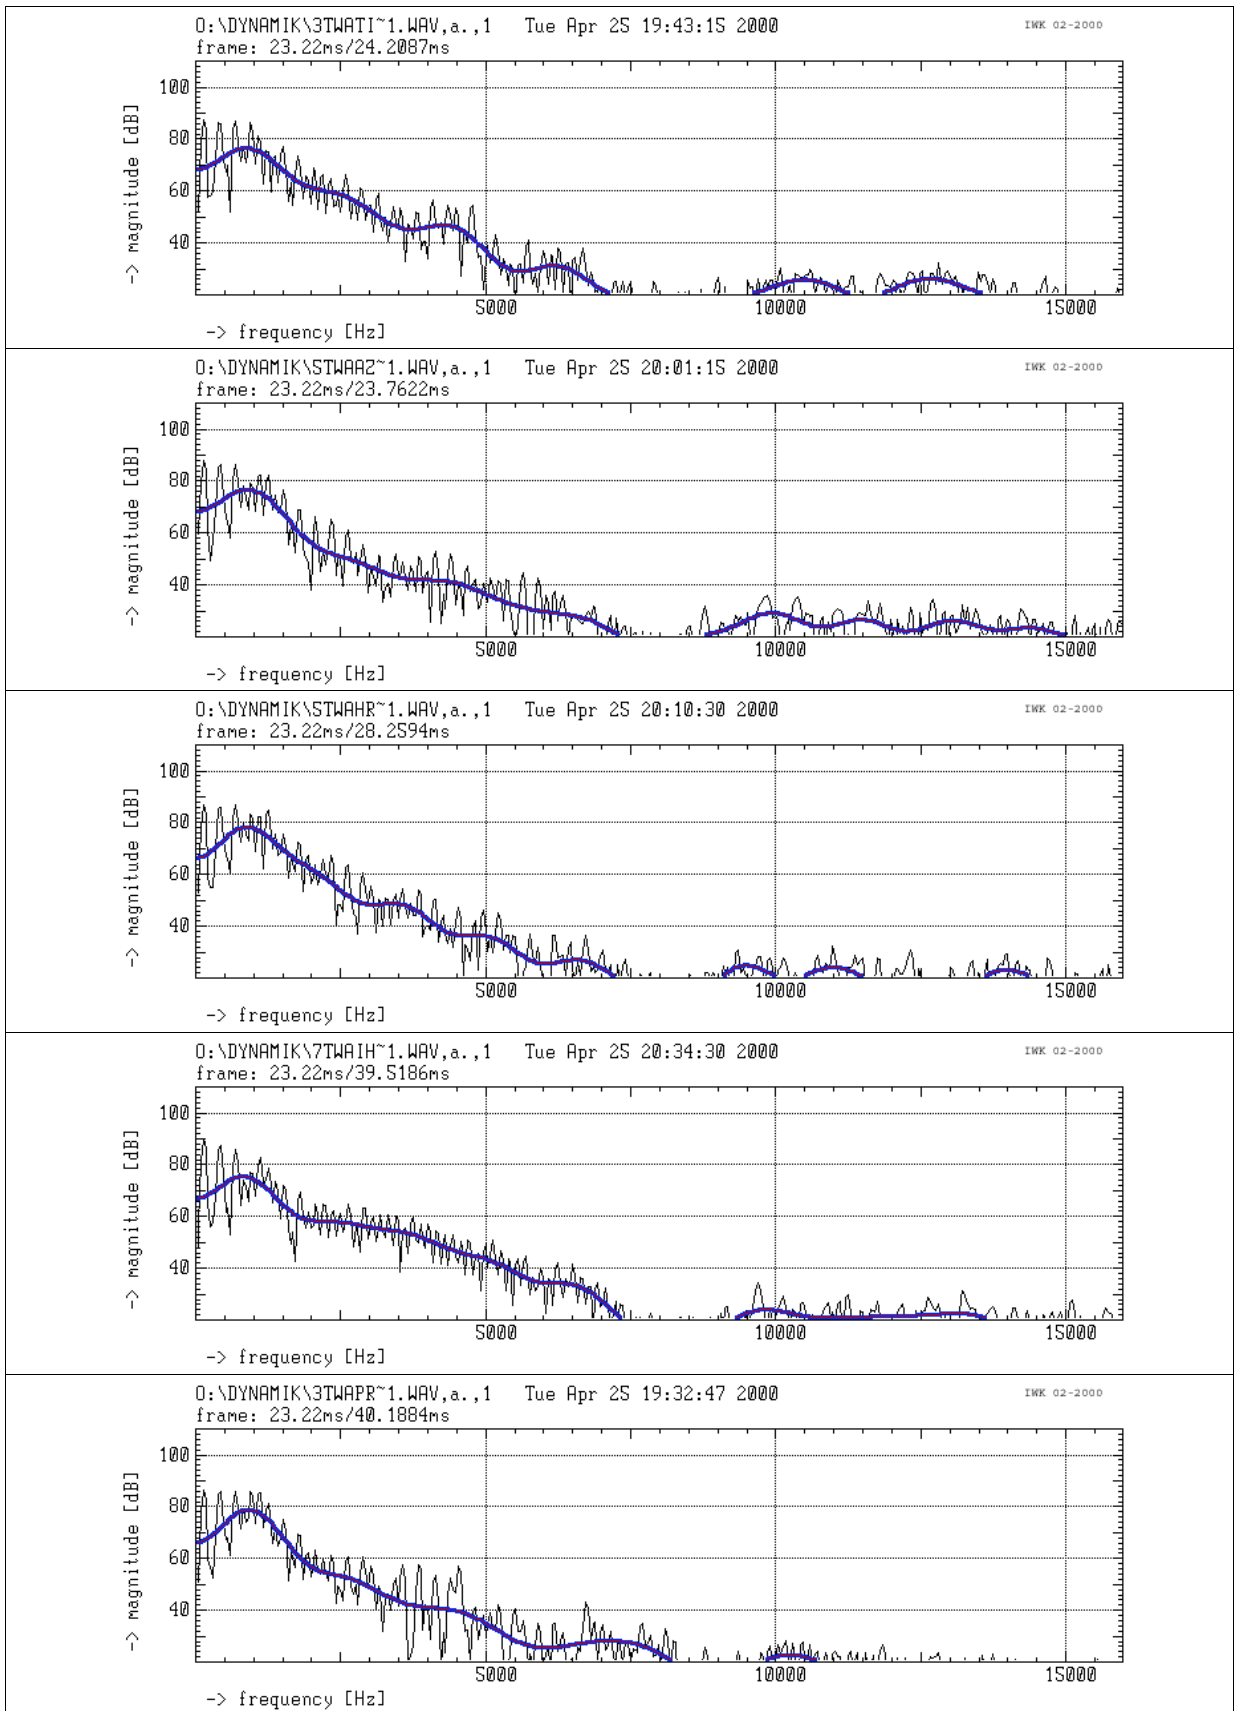 O:\DYNAMIK\3TWATI~1.WAV,a.,1 Tue Apr 25 19:43:15 2000 IWK 02-2000
frame: 23.22ms/24.2087ms
-> magnitude [dB]
100
80
60
40
5000 10000 15000
-> frequency [Hz]
O:\DYNAMIK\5TWAAZ~1.WAV,a.,1 Tue Apr 25 20:01:15 2000 IWK 02-2000
frame: 23.22ms/23.7622ms
-> magnitude [dB]
100
80
60
40
5000 10000 15000
-> frequency [Hz]
O:\DYNAMIK\5TWAHR~1.WAV,a.,1 Tue Apr 25 20:10:30 2000 IWK 02-2000
frame: 23.22ms/28.2594ms
-> magnitude [dB]
100
80
60
40
5000 10000 15000
-> frequency [Hz]
O:\DYNAMIK\7TWAIH~1.WAV,a.,1 Tue Apr 25 20:34:30 2000 IWK 02-2000
frame: 23.22ms/39.5186ms
-> magnitude [dB]
100
80
60
40
5000 10000 15000
-> frequency [Hz]
O:\DYNAMIK\3TWAPR~1.WAV,a.,1 Tue Apr 25 19:32:47 2000 IWK 02-2000
frame: 23.22ms/40.1884ms
-> magnitude [dB]
100
80
60
40
5000 10000 15000
-> frequency [Hz]